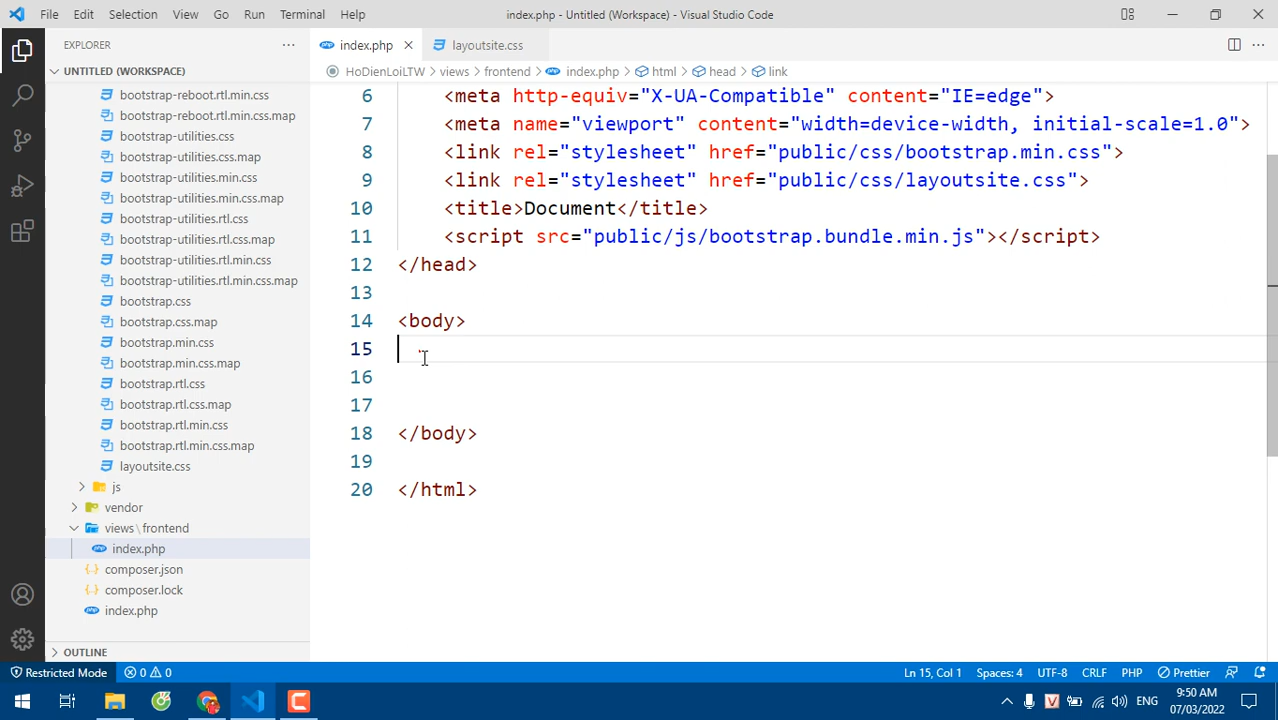 File Edit Selection View Go Run Terminal Help index.php - Untitled (Workspace) - Visual Studio Code
EXPLORER
UNTITLED (WORKSPACE)
bootstrap-reboot.rtl.min.css
bootstrap-reboot.rtl.min.css.map
bootstrap-utilities.css
bootstrap-utilities.css.map
bootstrap-utilities.min.css
bootstrap-utilities.min.css.map
bootstrap-utilities.rtl.css
bootstrap-utilities.rtl.css.map
bootstrap-utilities.rtl.min.css
bootstrap-utilities.rtl.min.css.map
bootstrap.css
bootstrap.css.map
bootstrap.min.css
bootstrap.min.css.map
bootstrap.rtl.css
bootstrap.rtl.css.map
bootstrap.rtl.min.css
bootstrap.rtl.min.css.map
layoutsite.css
js
vendor
views\frontend
index.php
composer.json
composer.lock
index.php
OUTLINE
index.php layoutsite.css
HoDienLoiLTW > views > frontend > index.php > html > head > link
6 <meta http-equiv="X-UA-Compatible" content="IE=edge">
7 <meta name="viewport" content="width=device-width, initial-scale=1.0">
8 <link rel="stylesheet" href="public/css/bootstrap.min.css">
9 <link rel="stylesheet" href="public/css/layoutsite.css">
10 <title>Document</title>
11 <script src="public/js/bootstrap.bundle.min.js"></script>
12 </head>
13
14 <body>
15
16
17
18 </body>
19
20 </html>
Restricted Mode 0 0 Ln 15, Col 1 Spaces: 4 UTF-8 CRLF PHP Prettier
ENG
9:50 AM
07/03/2022